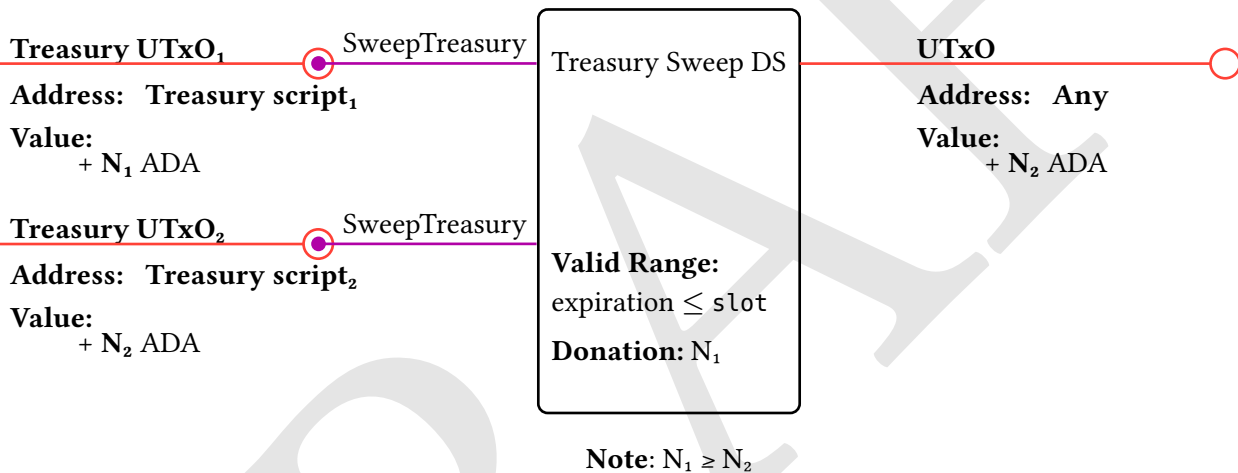 Treasury UTxO₁
SweepTreasury
Address: Treasury script₁
Value:
+ N₁ ADA
Treasury UTxO₂
SweepTreasury
Address: Treasury script₂
Value:
+ N₂ ADA
Treasury Sweep DS
Valid Range:
expiration ≤ slot
Donation: N₁
UTxO
Address: Any
Value:
+ N₂ ADA
Note: N₁ ≥ N₂